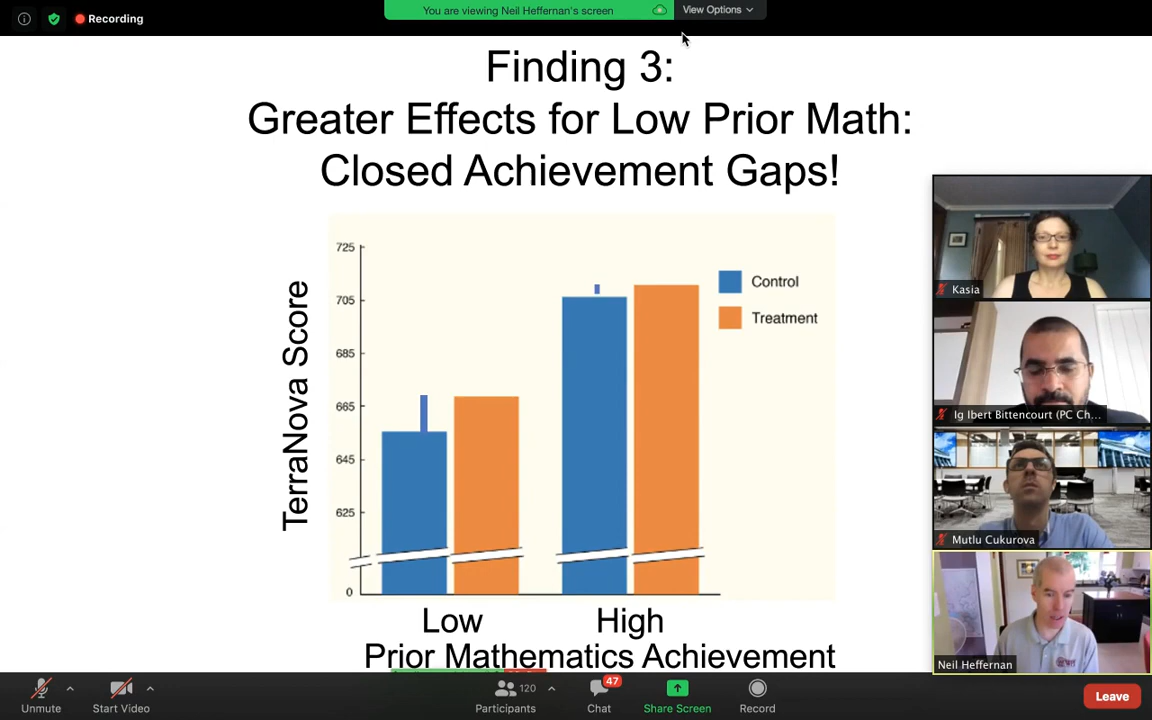 Recording
You are viewing Neil Heffernan's screen
View Options
Finding 3:
Greater Effects for Low Prior Math:
Closed Achievement Gaps!
TerraNova Score
725
705
685
665
645
625
0
Control
Treatment
Low
High
Prior Mathematics Achievement
Kasia
Ig Ibert Bittencourt (PC Ch...
Mutlu Cukurova
Neil Heffernan
Unmute
Start Video
120
Participants
47
Chat
Share Screen
Record
Leave